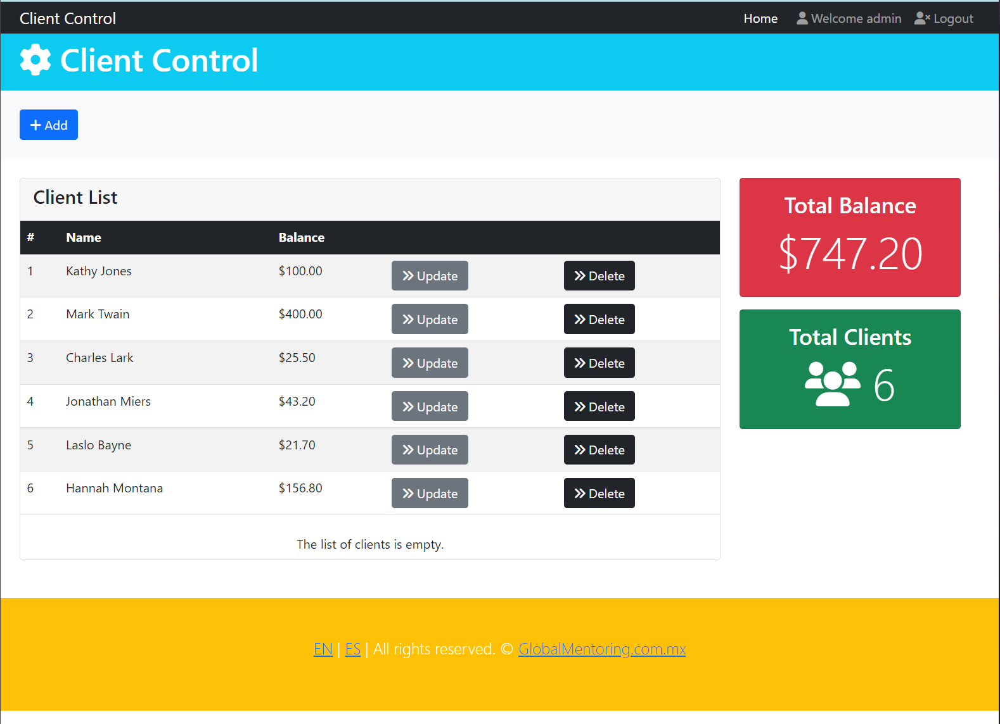 Client Control Home Welcome admin Logout
Client Control
Add
Client List
# Name Balance
1 Kathy Jones $100.00 Update Delete
2 Mark Twain $400.00 Update Delete
3 Charles Lark $25.50 Update Delete
4 Jonathan Miers $43.20 Update Delete
5 Laslo Bayne $21.70 Update Delete
6 Hannah Montana $156.80 Update Delete
The list of clients is empty.
Total Balance
$747.20
Total Clients
6
EN | ES | All rights reserved. © GlobalMentoring.com.mx